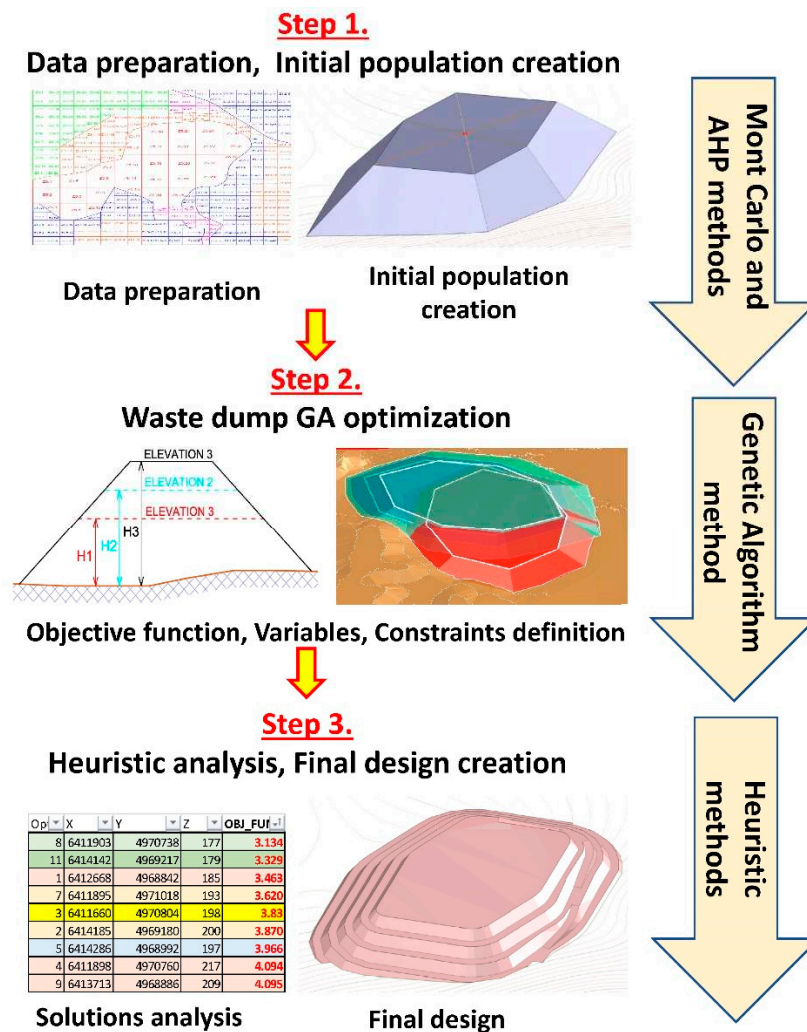 Step 1.
Data preparation, Initial population creation
Data preparation
Initial population
creation
Mont Carlo and
AHP methods
Step 2.
Waste dump GA optimization
ELEVATION 3
ELEVATION 2
ELEVATION 3
H1
H2
H3
Objective function, Variables, Constraints definition
Genetic Algorithm
method
Step 3.
Heuristic analysis, Final design creation
X Y Z
8 6411903 4970738 177 3.134
11 6414142 4969217 179 3.329
1 6412668 4968842 185 3.463
7 6411895 4971018 193 3.620
3 6411660 4970804 198 3.83
2 6414185 4969180 200 3.870
5 6414286 4968992 197 3.966
4 6411898 4970760 217 4.094
9 6413713 4968886 209 4.095
Solutions analysis
Final design
Heuristic
methods